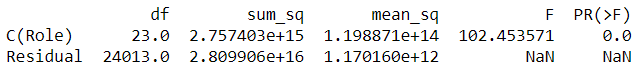 df sum_sq mean_sq F PR(>F)
C(Role) 23.0 2.757403e+15 1.198871e+14 102.453571 0.0
Residual 24013.0 2.809906e+16 1.170160e+12 NaN NaN